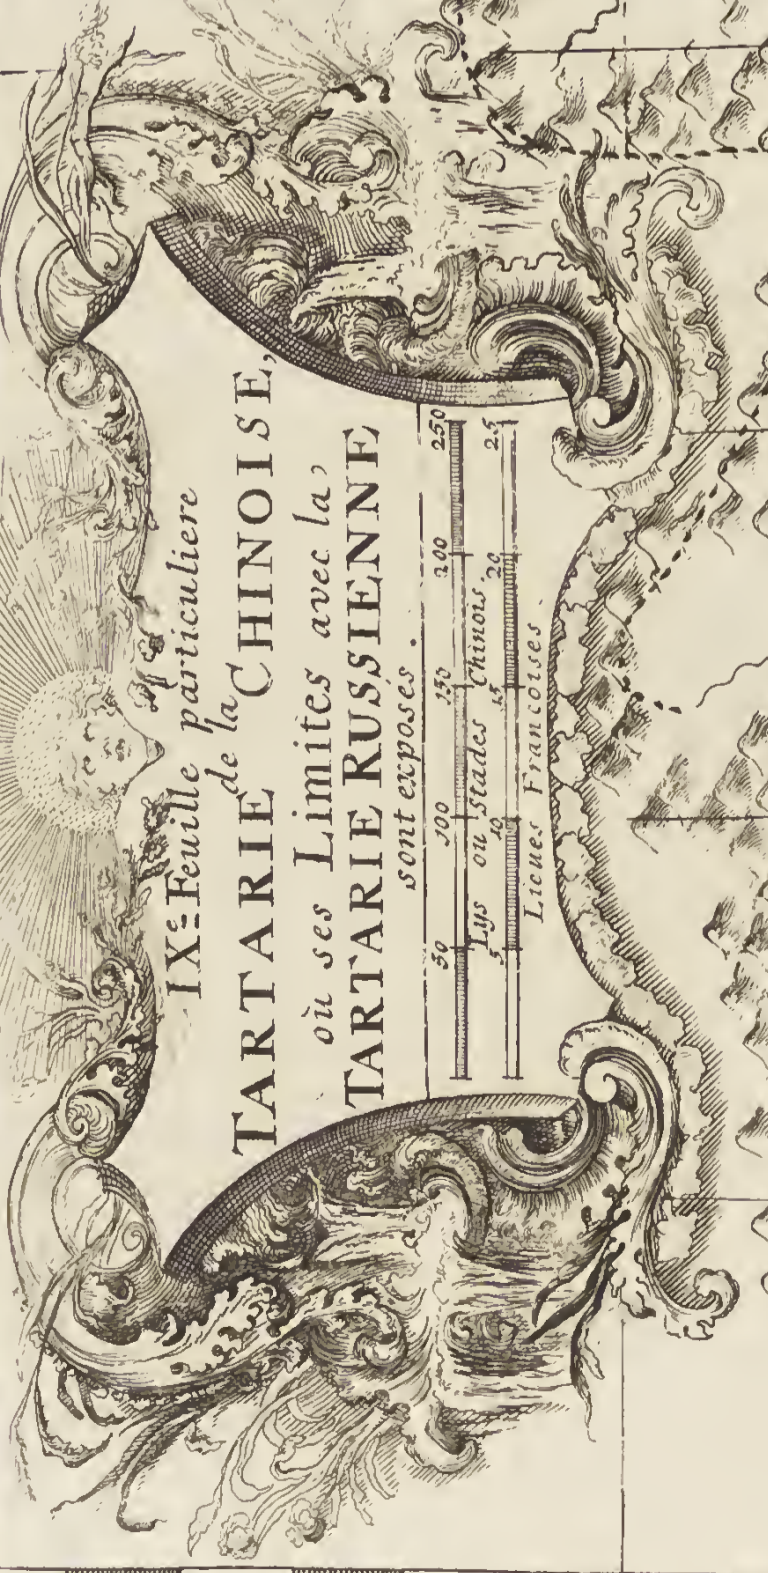 IXe Feuille particuliere
de la
TARTARIE CHINOISE,
où ses Limites avec la
TARTARIE RUSSIENNE
sont exposés.
50 100 150 200 250
Lys ou Stades Chinois.
5 10 15 20 25
Lieues Francoises.